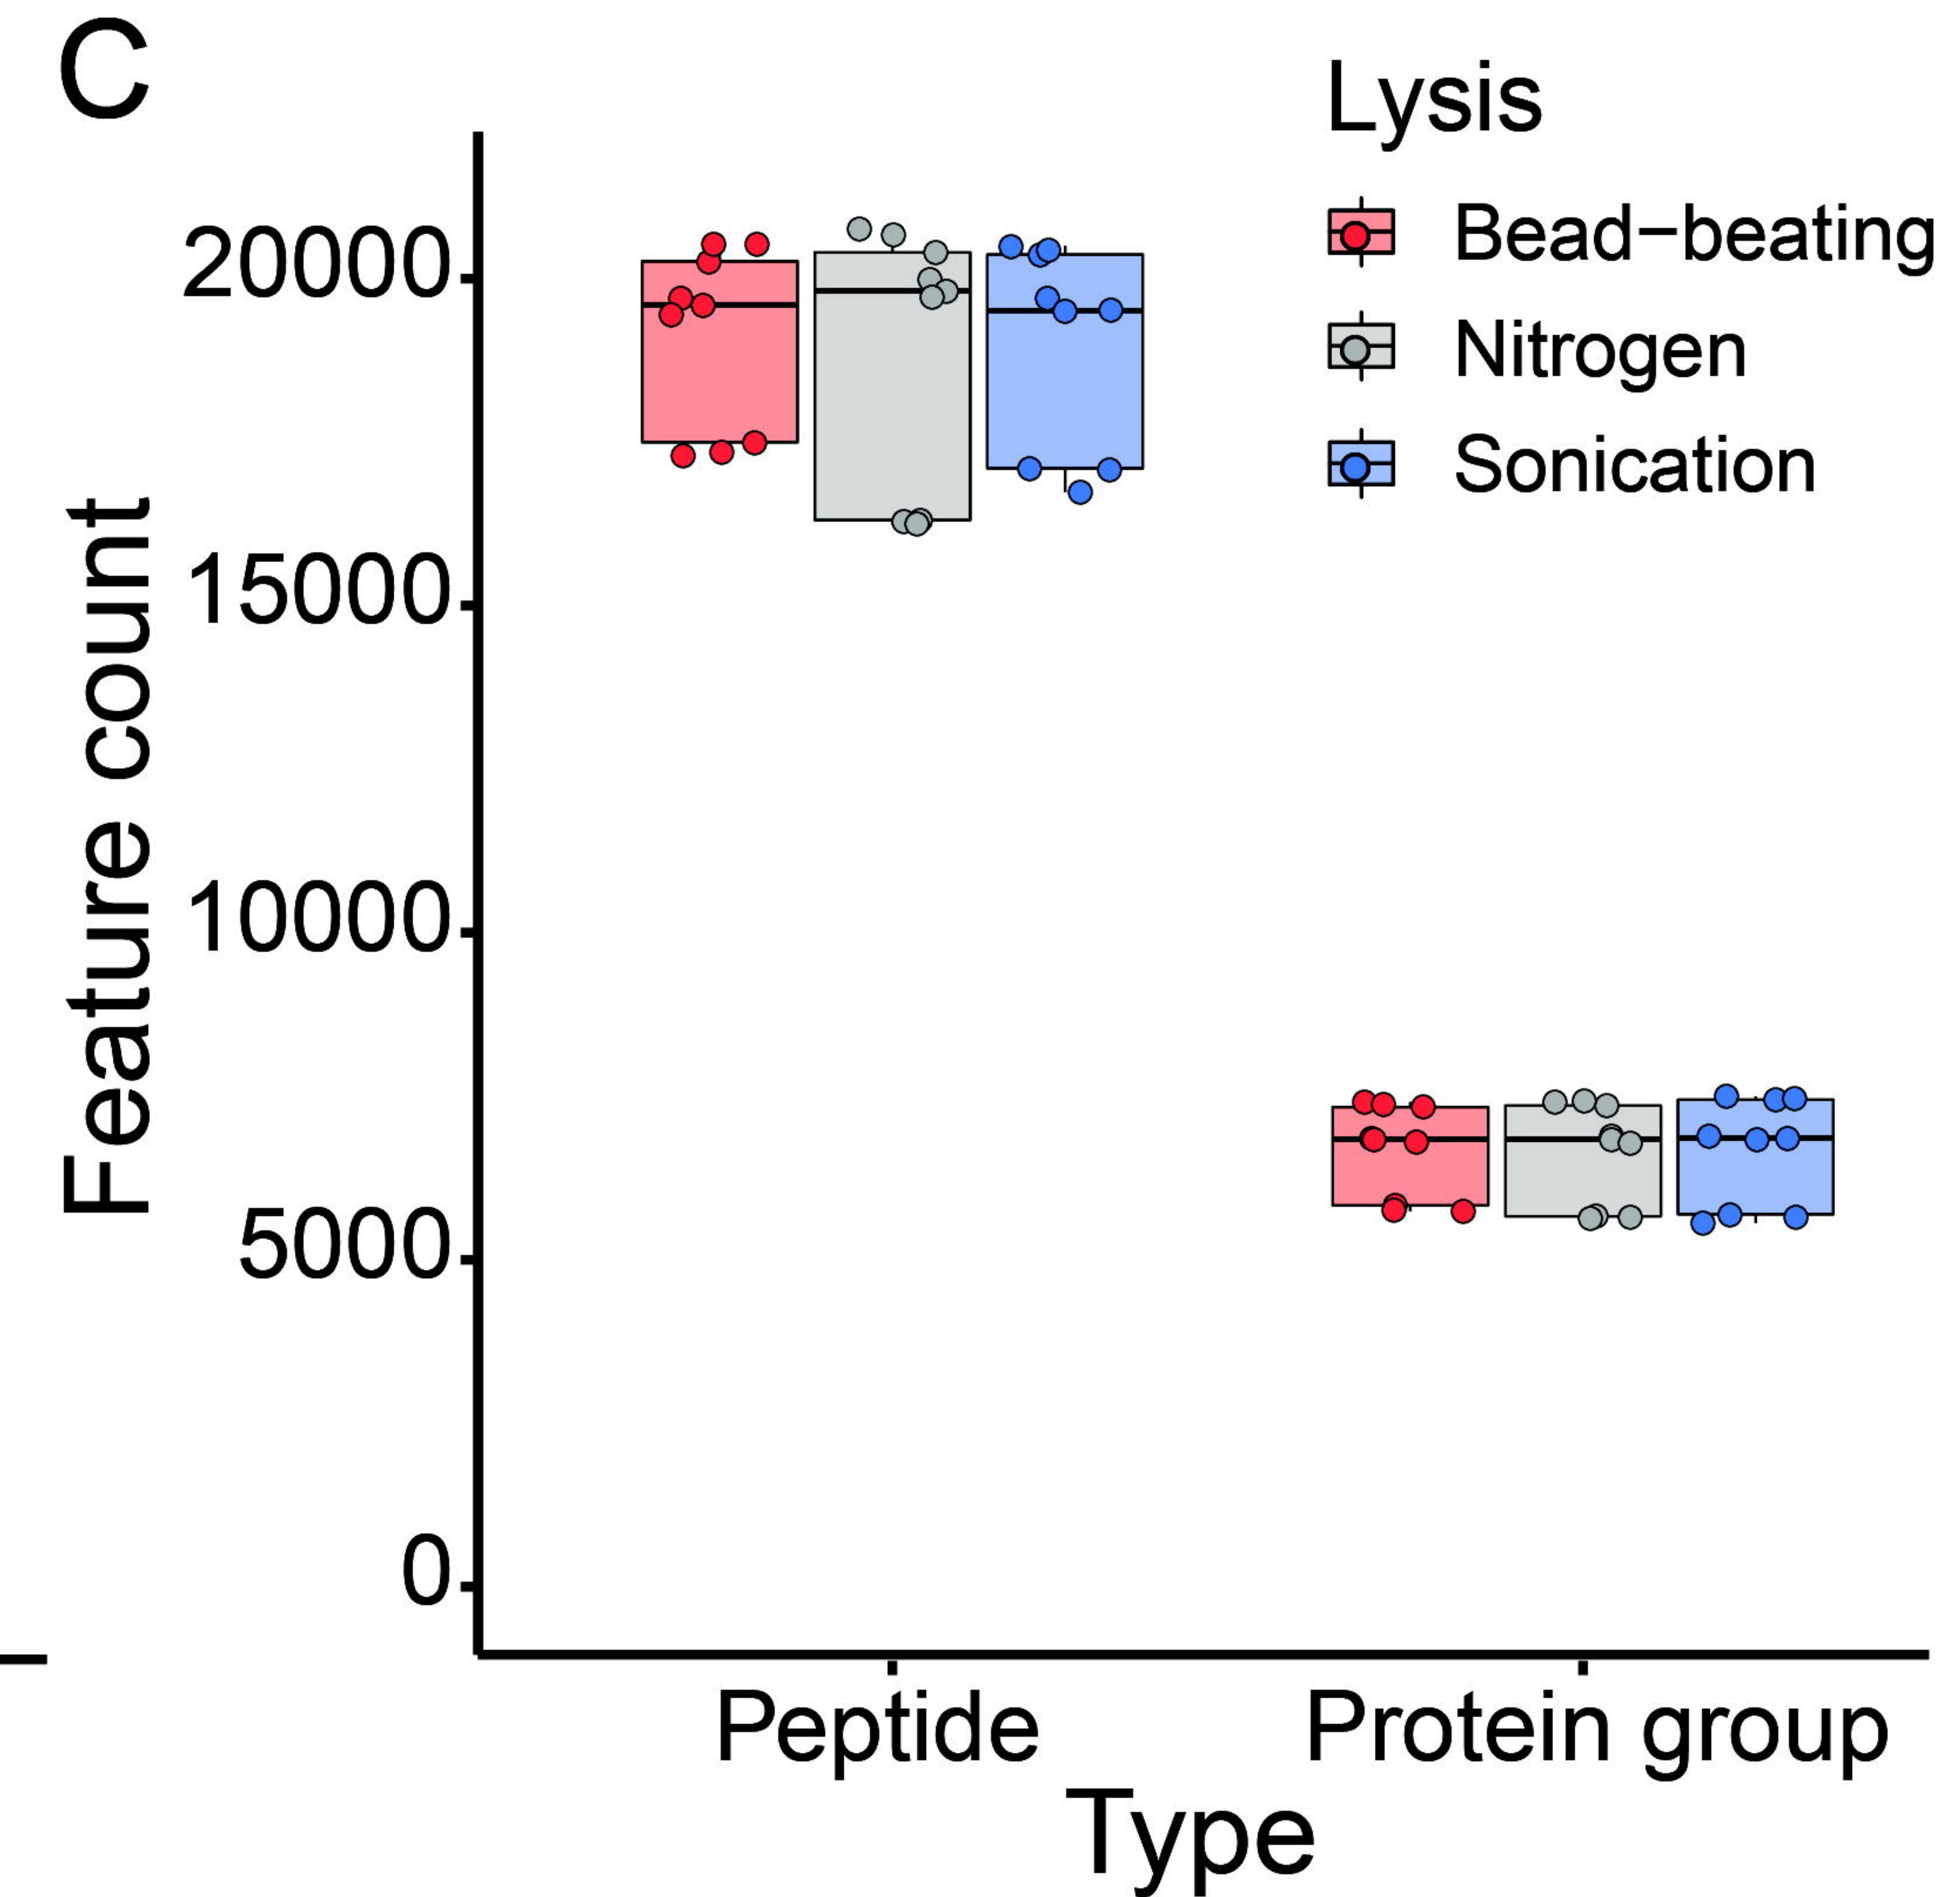 C
Lysis
Bead−beating
Nitrogen
Sonication
Feature count
20000
15000
10000
5000
0
Peptide
Protein group
Type